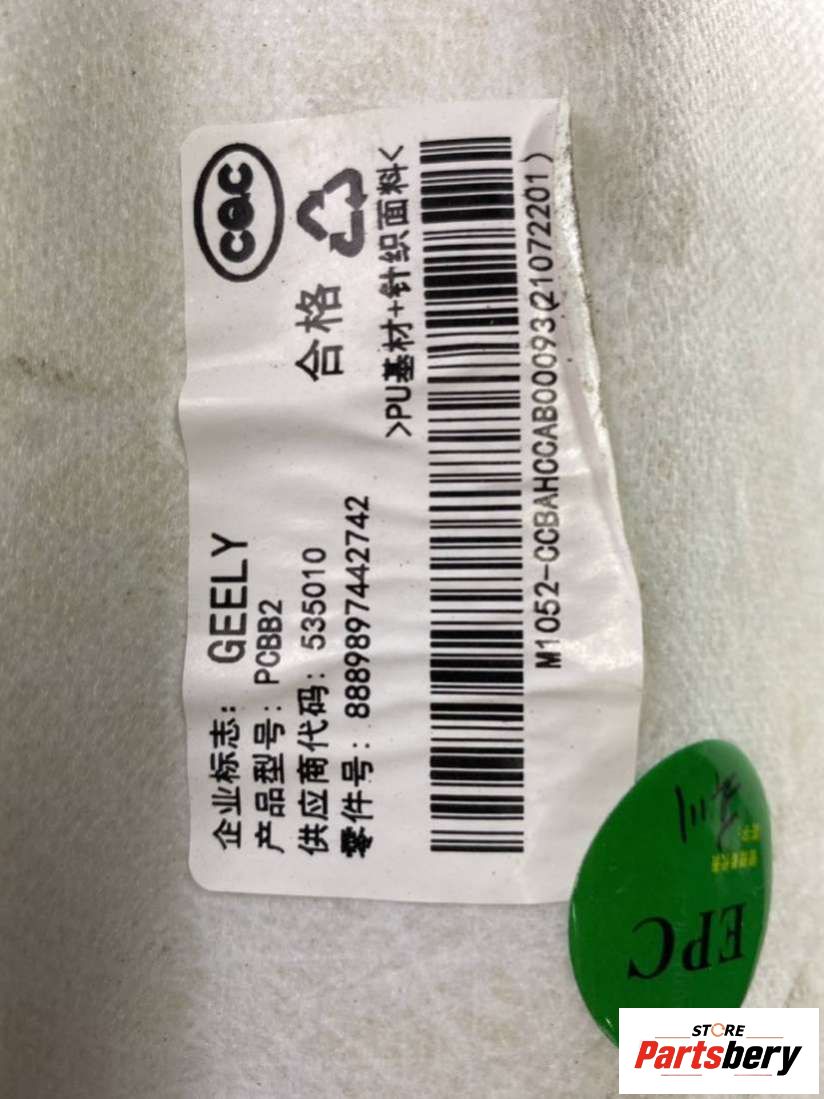 CQC
企业标志：GEELY
产品型号：PCBB2
供应商代码：535010
合格
零件号：8889897442742
>PU基材+针织面料<
M1052-CCBAHCCAB00093(21072201)
EPC
STORE
Partsbery